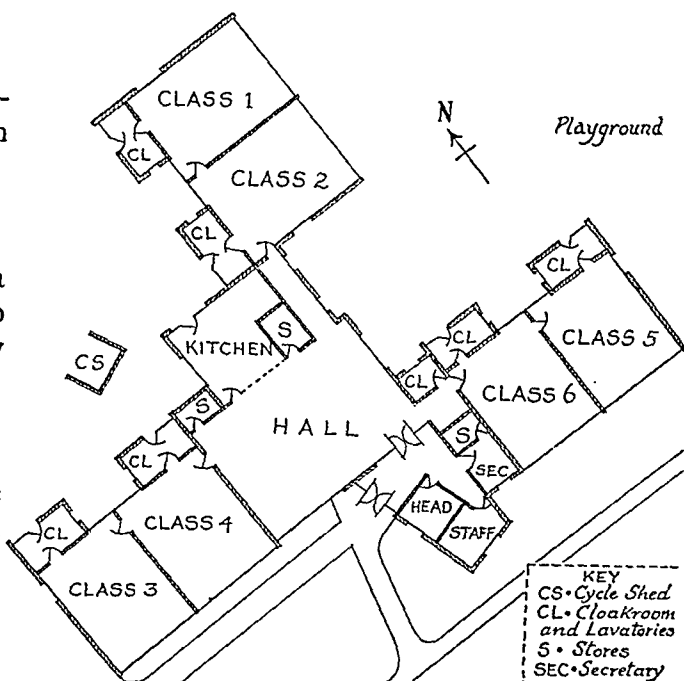 CLASS 1
N
Playground
CL
CLASS 2
CL
CL
S
KITCHEN
CL
CLASS 5
CS
CL
CLASS 6
S
HALL
S
CL
SEC
HEAD
STAFF
CL
CLASS 4
CLASS 3
KEY
CS • Cycle Shed
CL • Cloakroom
and Lavatories
S • Stores
SEC • Secretary